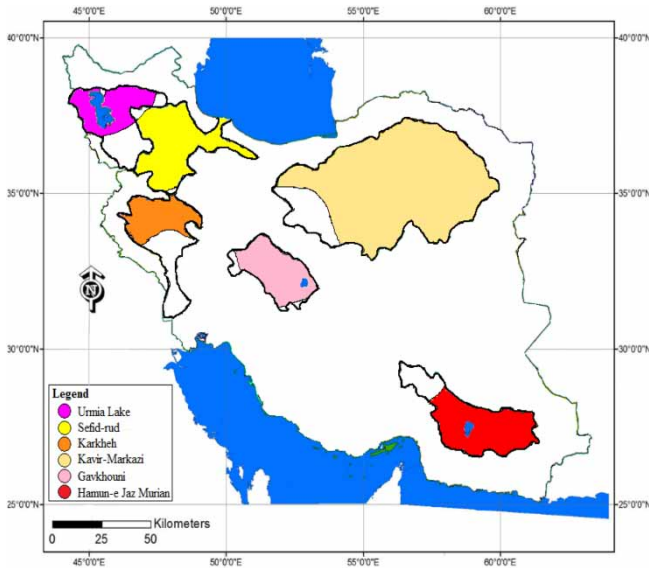 45°0'0"E 50°0'0"E 55°0'0"E 60°0'0"E
40°0'0"N 40°0'0"N
35°0'0"N 35°0'0"N
N
30°0'0"N 30°0'0"N
Legend
Urmia Lake
Sefid-rud
Karkheh
Kavir-Markazi
Gavkhouni
Hamun-e Jaz Murian
25°0'0"N 25°0'0"N
Kilometers
0 25 50
45°0'0"E 50°0'0"E 55°0'0"E 60°0'0"E